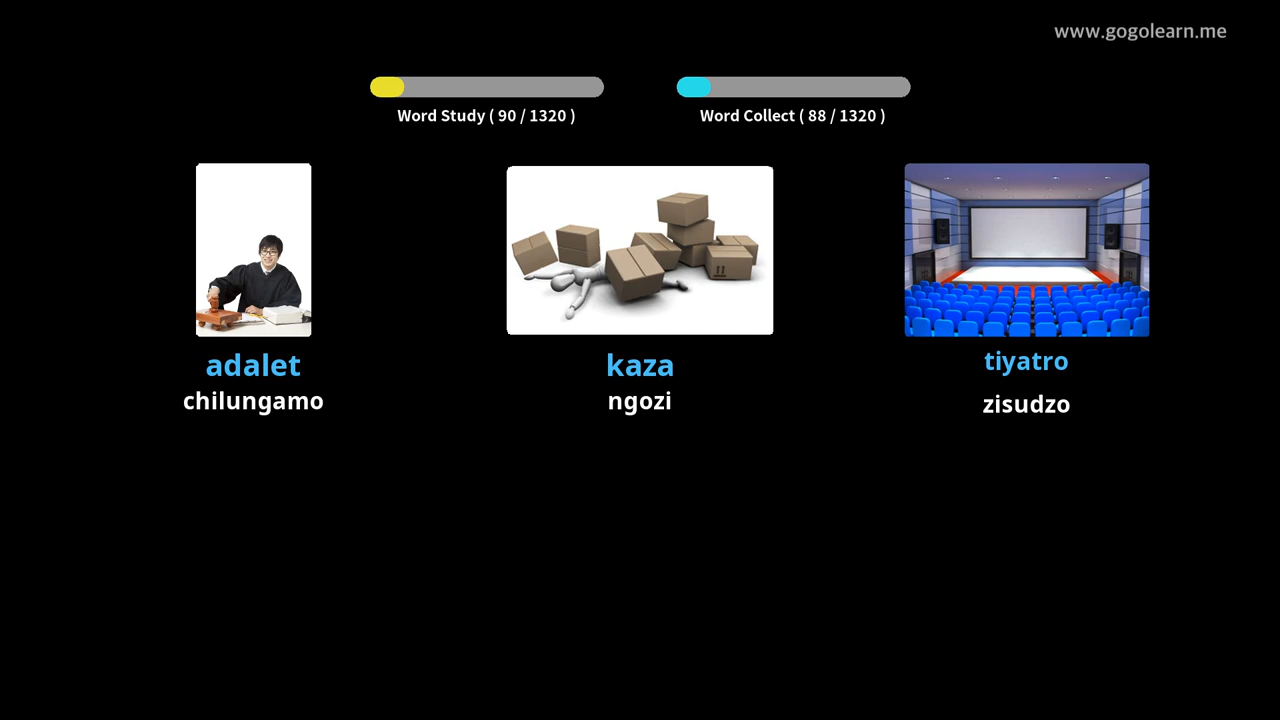 www.gogolearn.me
Word Study ( 90 / 1320 )
Word Collect ( 88 / 1320 )
adalet
chilungamo
kaza
ngozi
tiyatro
zisudzo